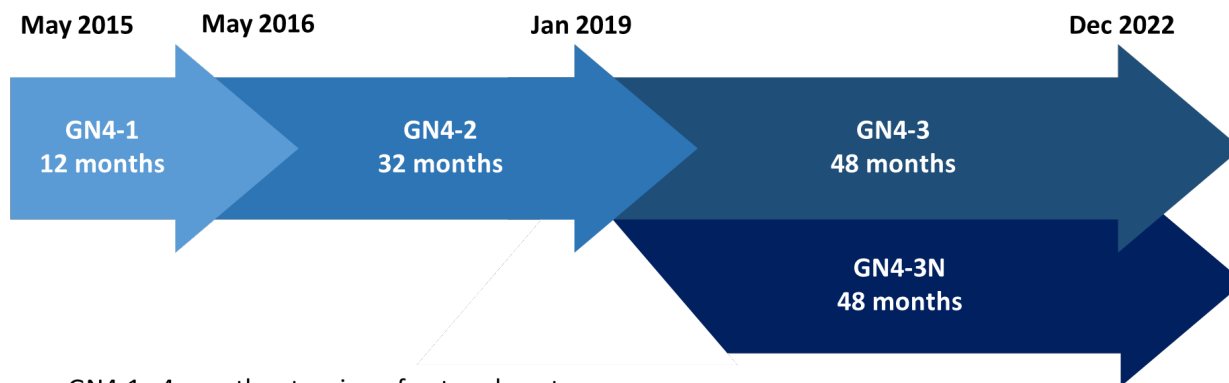 May 2015
May 2016
Jan 2019
Dec 2022
GN4-1
12 months
GN4-2
32 months
GN4-3
48 months
GN4-3N
48 months